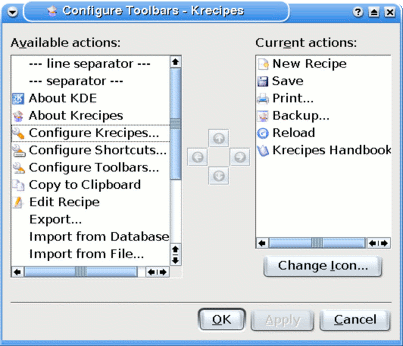 Configure Toolbars - Krecipes
Available actions:
--- line separator ---
--- separator ---
About KDE
About Krecipes
Configure Krecipes...
Configure Shortcuts...
Configure Toolbars...
Copy to Clipboard
Edit Recipe
Export...
Import from Database
Import from File...
Current actions:
New Recipe
Save
Print...
Backup...
Reload
Krecipes Handbook
Change Icon...
OK
Apply
Cancel